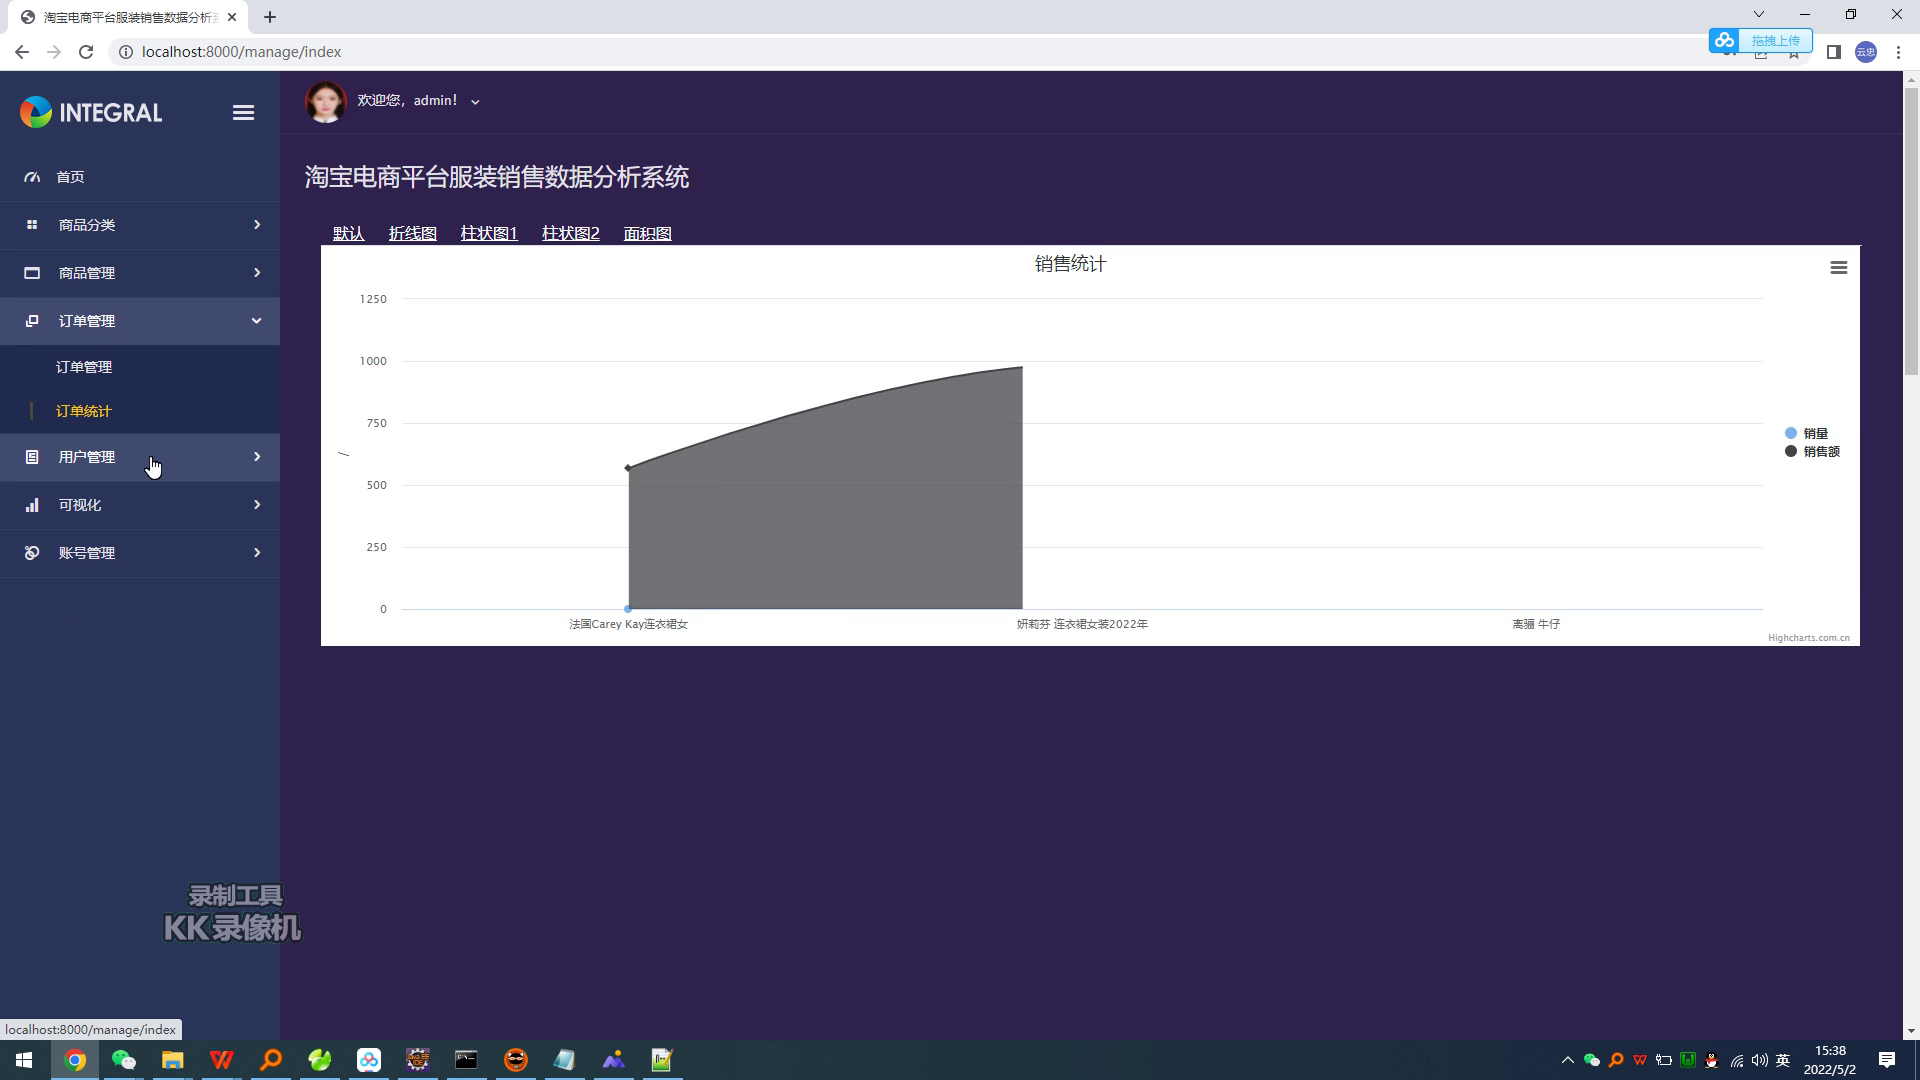 淘宝电商平台服装销售数据分析
localhost:8000/manage/index
拖拽上传
云忠
INTEGRAL
欢迎您，admin！
首页
商品分类
商品管理
订单管理
订单管理
订单统计
用户管理
可视化
账号管理
淘宝电商平台服装销售数据分析系统
默认 折线图 柱状图1 柱状图2 面积图
销售统计
1250
1000
750
500
250
0
销量
销售额
法国Carey Kay连衣裙女 妍莉芬 连衣裙女装2022年 离骊 牛仔
Highcharts.com.cn
录制工具
KK录像机
localhost:8000/manage/index
英
15:38
2022/5/2